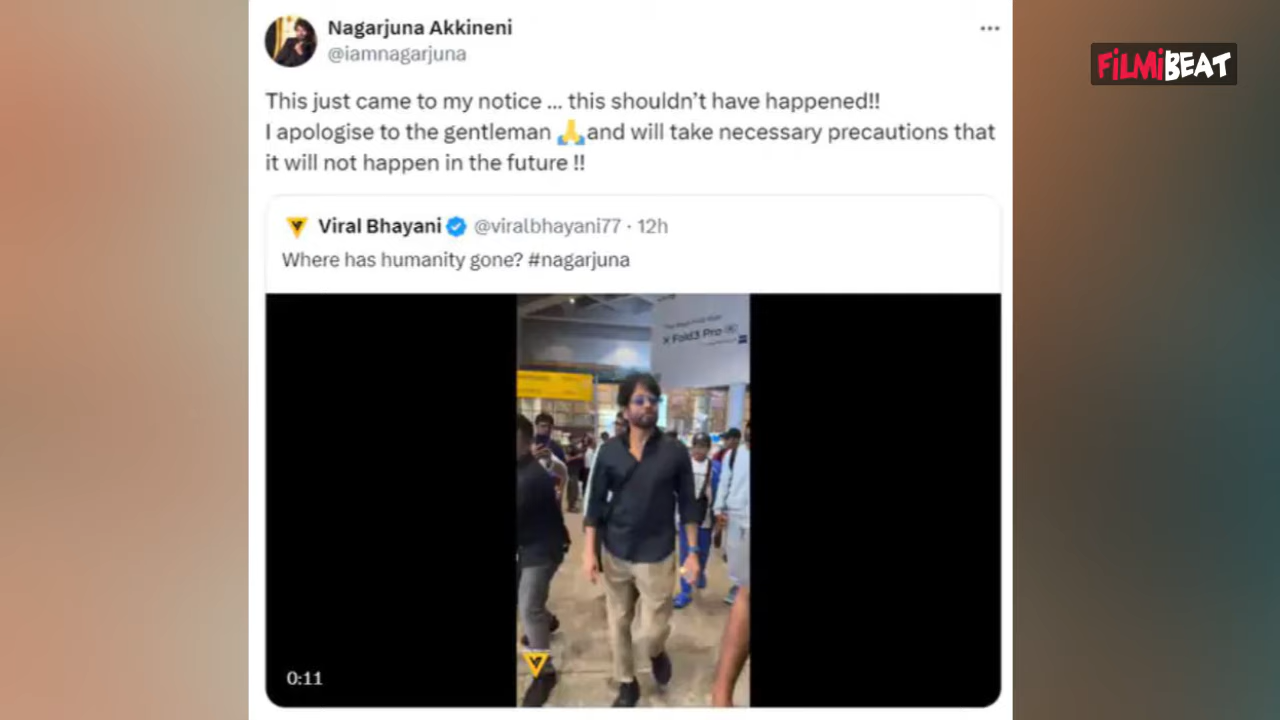 Nagarjuna Akkineni
@iamnagarjuna
FiLMiBEAT
This just came to my notice ... this shouldn’t have happened!!
I apologise to the gentleman 🙏and will take necessary precautions that
it will not happen in the future !!
Viral Bhayani @viralbhayani77 · 12h
Where has humanity gone? #nagarjuna
X Fold3 Pro
0:11